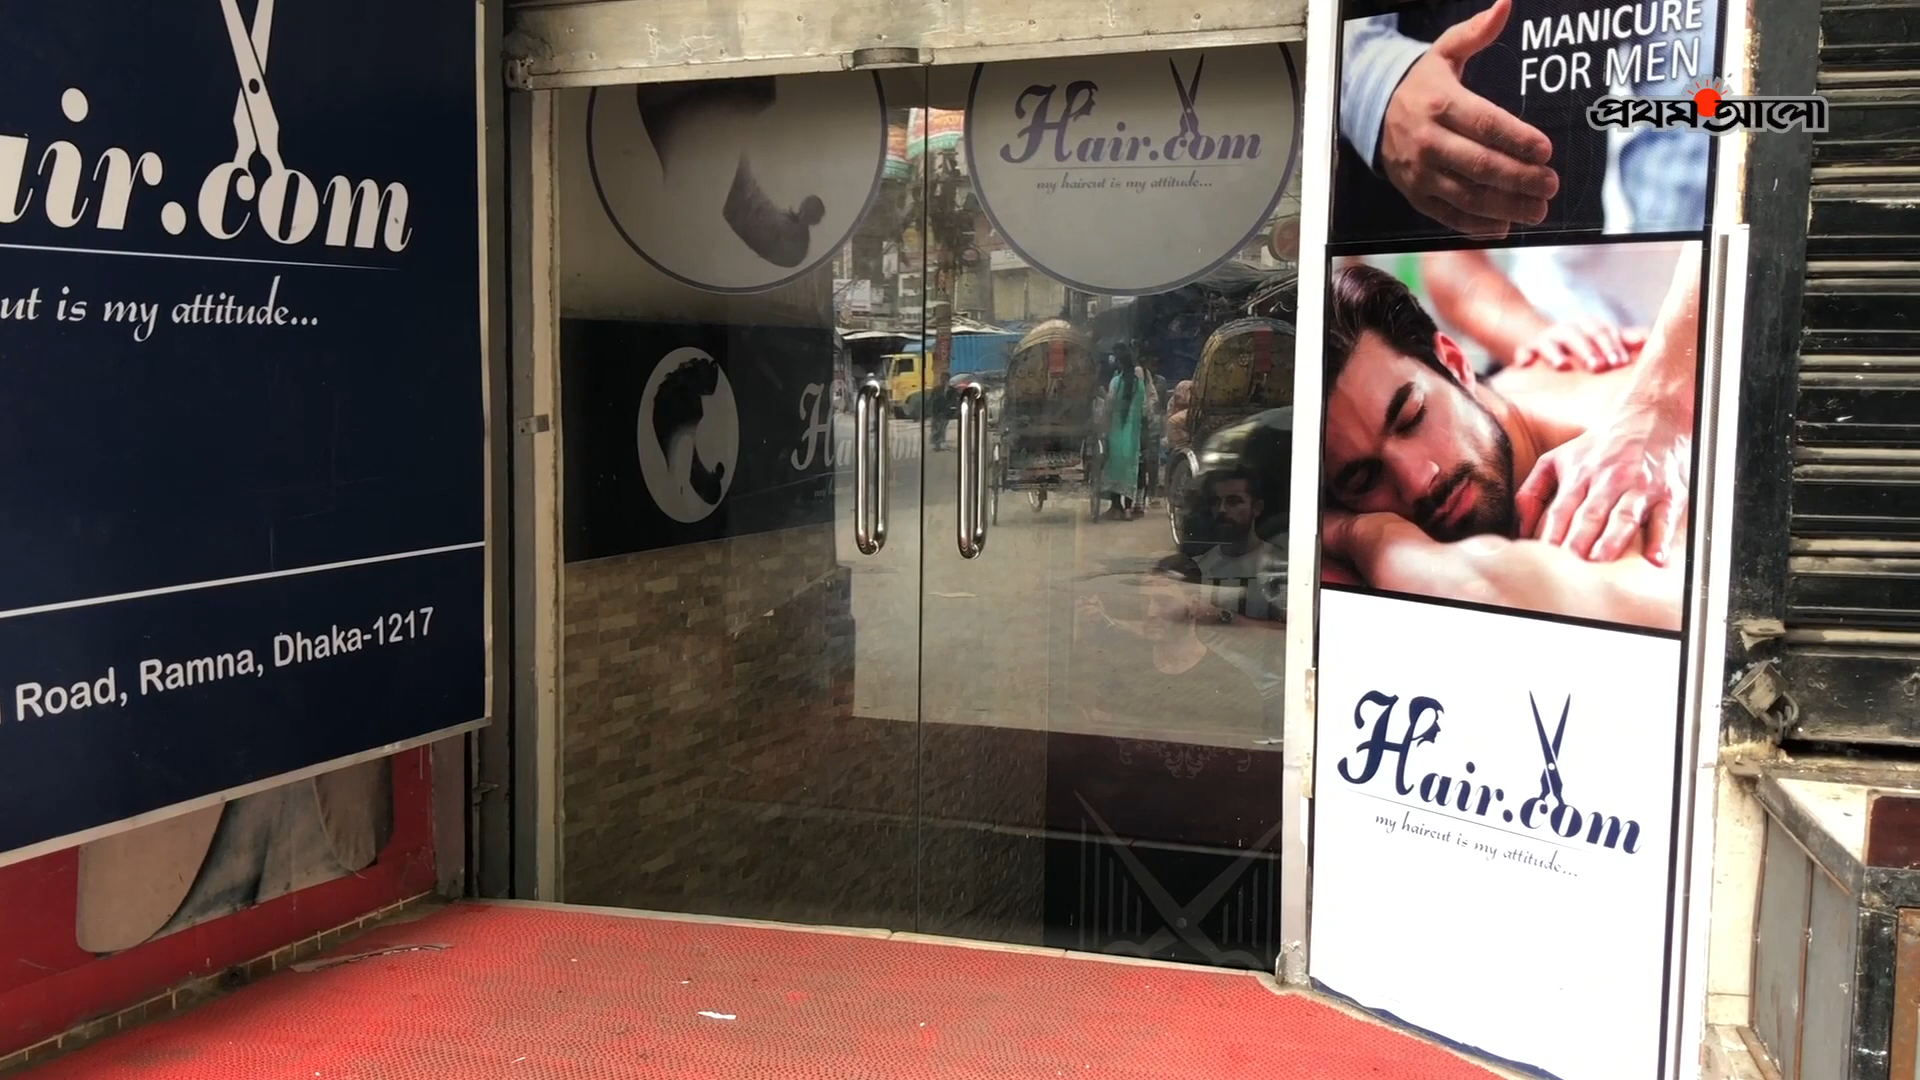 air.com
ut is my attitude...
Road, Ramna, Dhaka-1217
Hair.com
my haircut is my attitude...
MANICURE
FOR MEN
প্রথম আলো
Hair.com
my haircut is my attitude...